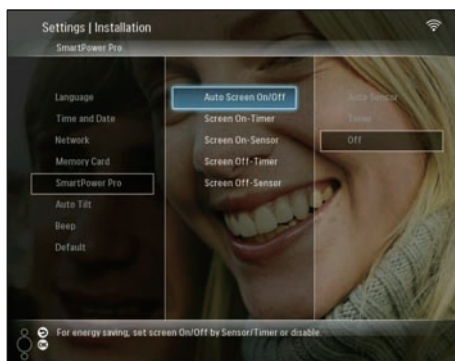 Settings | Installation
SmartPower Pro
Language
Time and Date
Network
Memory Card
SmartPower Pro
Auto Tilt
Beep
Default
Auto Screen On/Off
Screen On-Timer
Screen On-Sensor
Screen Off-Timer
Screen Off-Sensor
Auto Sensor
Timer
Off
For energy saving, set screen On/Off by Sensor/Timer or disable.
OK